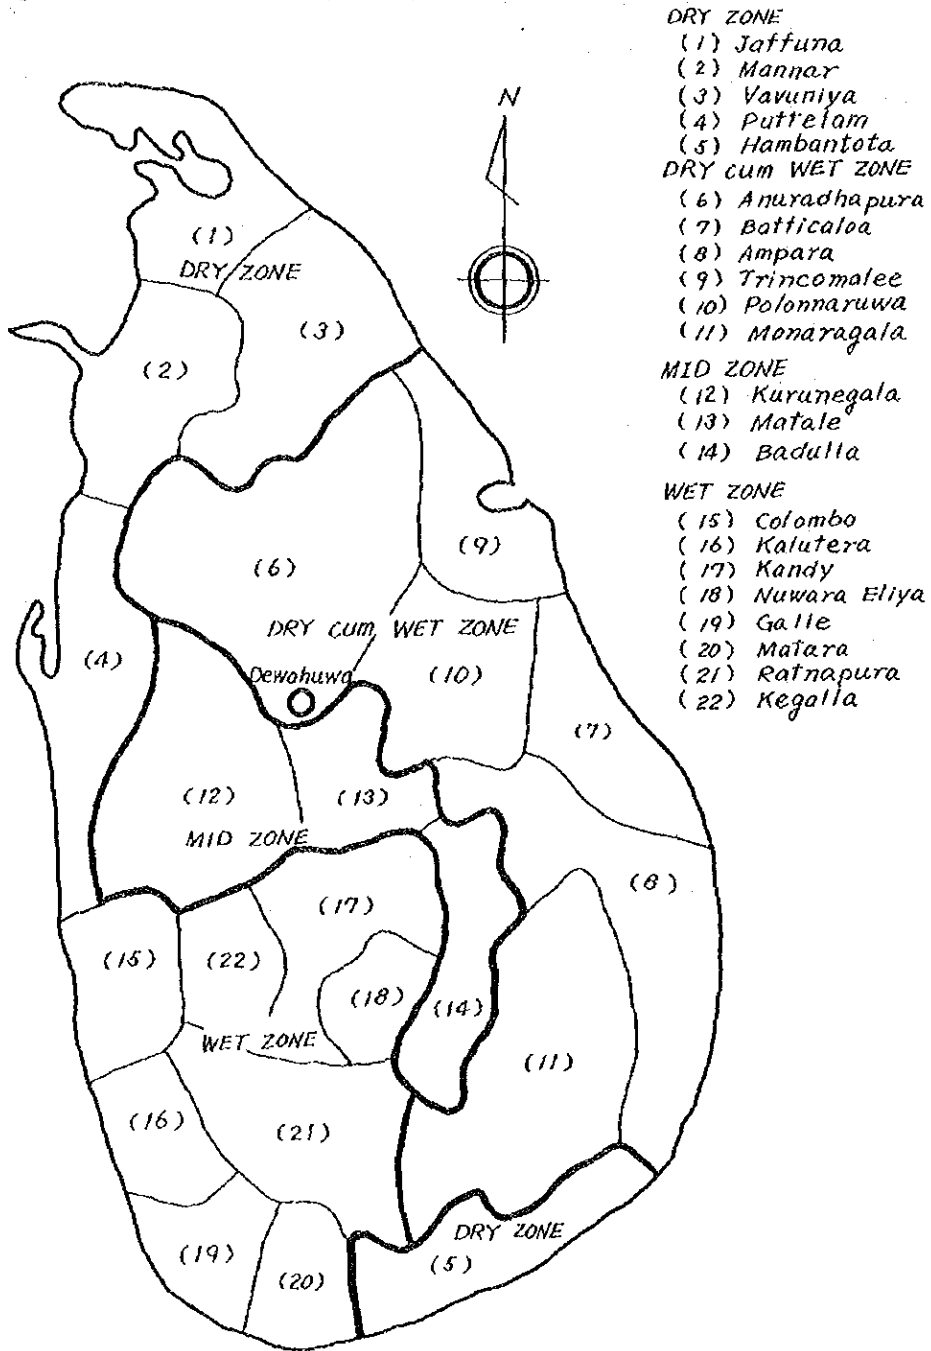 DRY ZONE
(1) Jaffuna
(2) Mannar
(3) Vavuniya
(4) Puttelam
(5) Hambantota
DRY cum WET ZONE
(6) Anuradhapura
(7) Batticaloa
(8) Ampara
(9) Trincomalee
(10) Polonnaruwa
(11) Monaragala
MID ZONE
(12) Kurunegala
(13) Matale
(14) Badulla
WET ZONE
(15) Colombo
(16) Kalutera
(17) Kandy
(18) Nuwara Eliya
(19) Galle
(20) Matara
(21) Ratnapura
(22) Kegalla
N
(1)
DRY ZONE
(3)
(2)
(9)
(6)
DRY cum WET ZONE
(4)
Dewahuwa
(10)
(7)
(12)
(13)
MID ZONE
(8)
(17)
(15)
(22)
(18)
(14)
WET ZONE
(11)
(16)
(21)
DRY ZONE
(19)
(5)
(20)